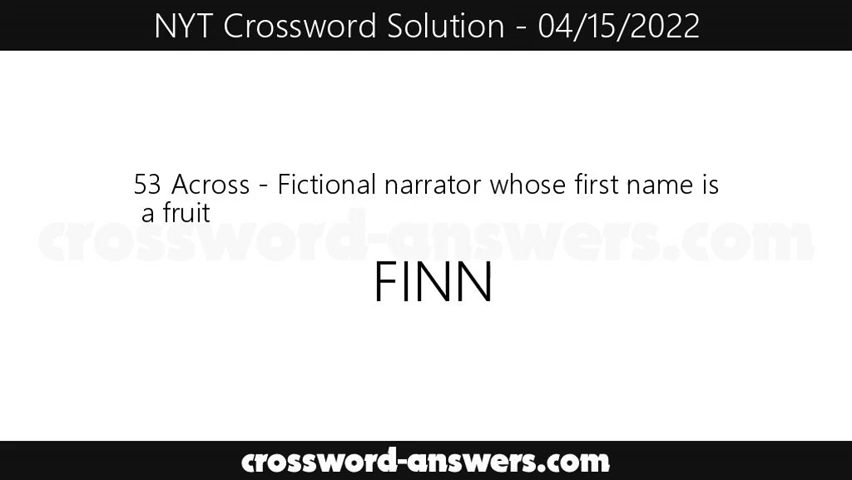 NYT Crossword Solution - 04/15/2022
53 Across - Fictional narrator whose first name is
a fruit
crossword-answers.com
FINN
crossword-answers.com